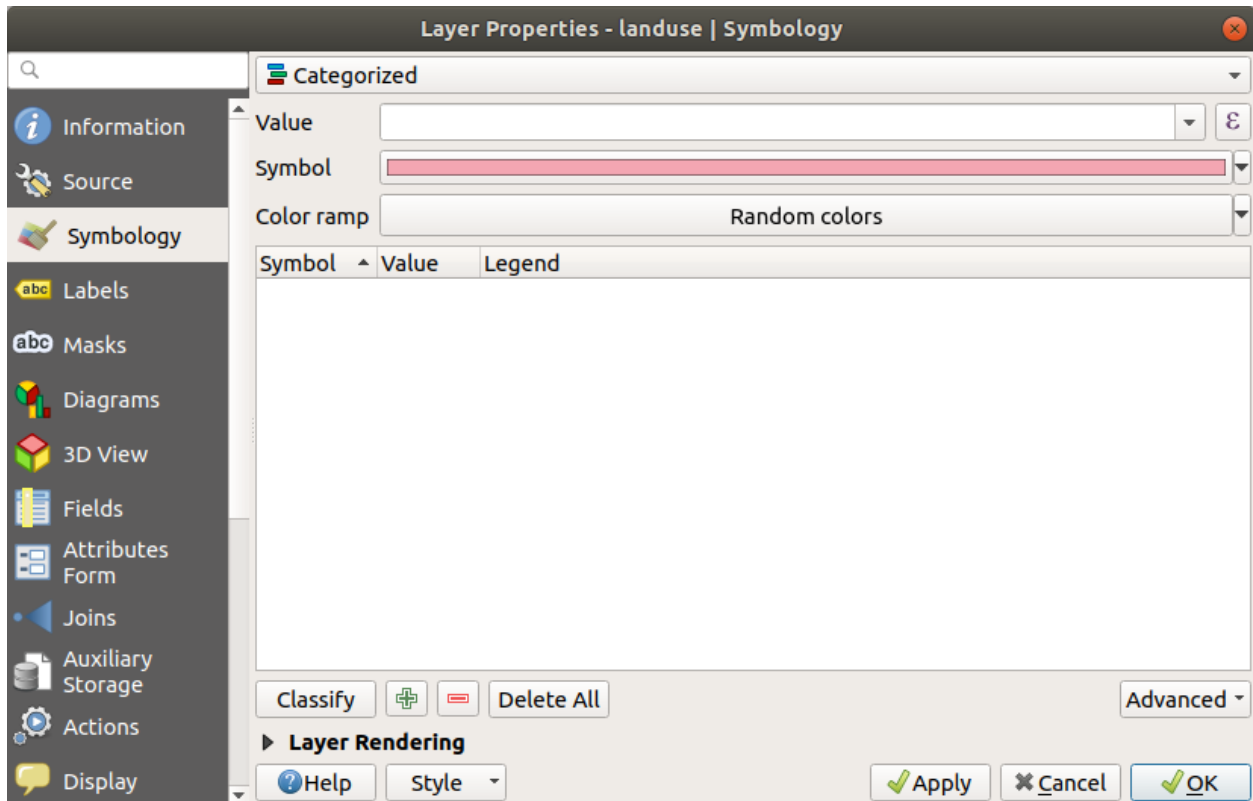 Layer Properties - landuse | Symbology
Information
Source
Symbology
abc Labels
abc Masks
Diagrams
3D View
Fields
Attributes
Form
Joins
Auxiliary
Storage
Actions
Display
Categorized
Value
ε
Symbol
Color ramp
Random colors
Symbol Value Legend
Classify Delete All Advanced
Layer Rendering
Help Style Apply Cancel OK